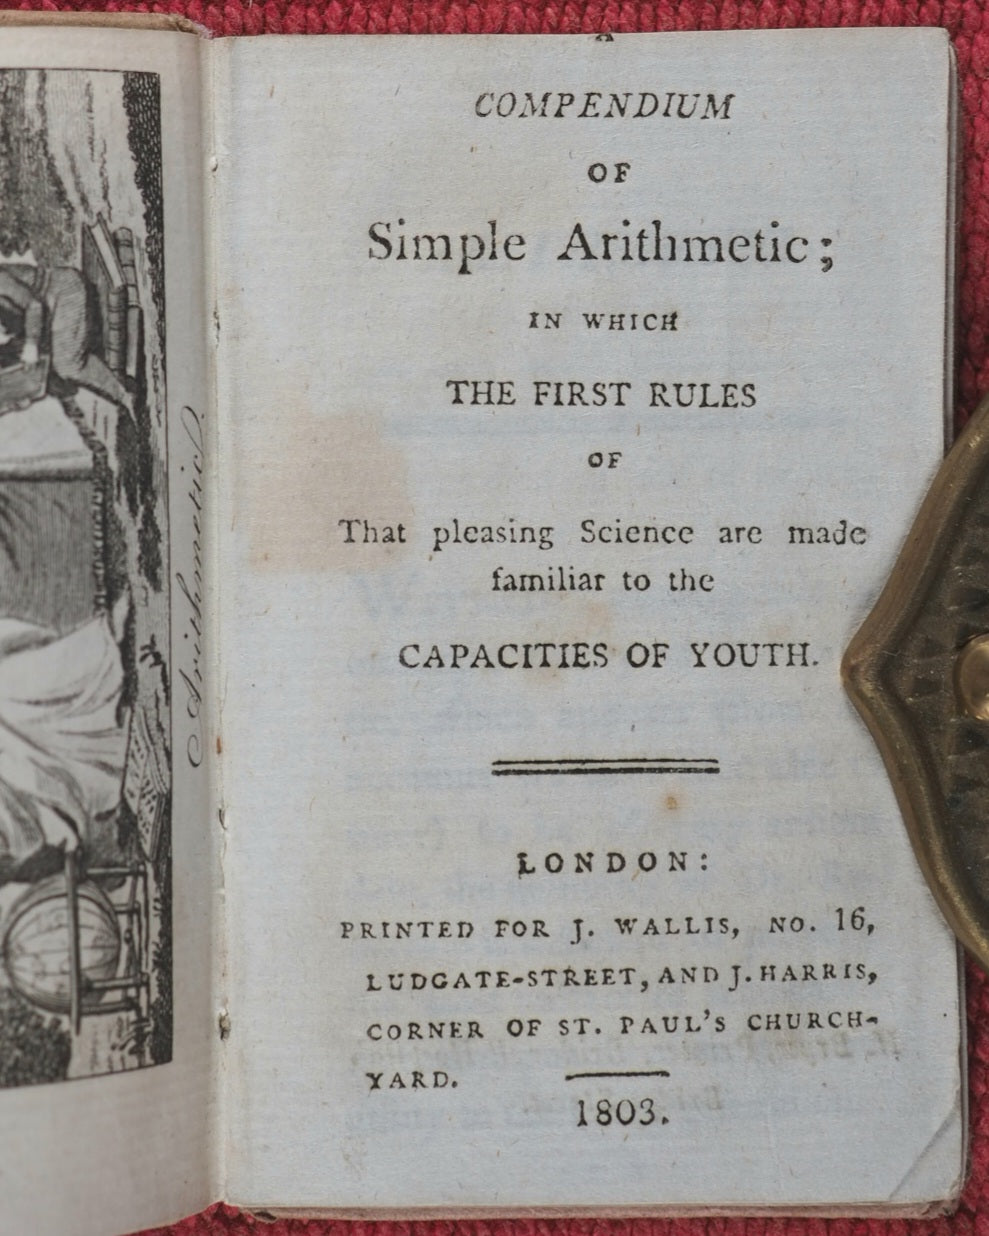 Arithmetic.
A
COMPENDIUM
OF
Simple Arithmetic;
IN WHICH
THE FIRST RULES
OF
That pleasing Science are made
familiar to the
CAPACITIES OF YOUTH.
LONDON:
PRINTED FOR J. WALLIS, NO. 16,
LUDGATE-STREET, AND J. HARRIS,
CORNER OF ST. PAUL'S CHURCH-
YARD.
1803.